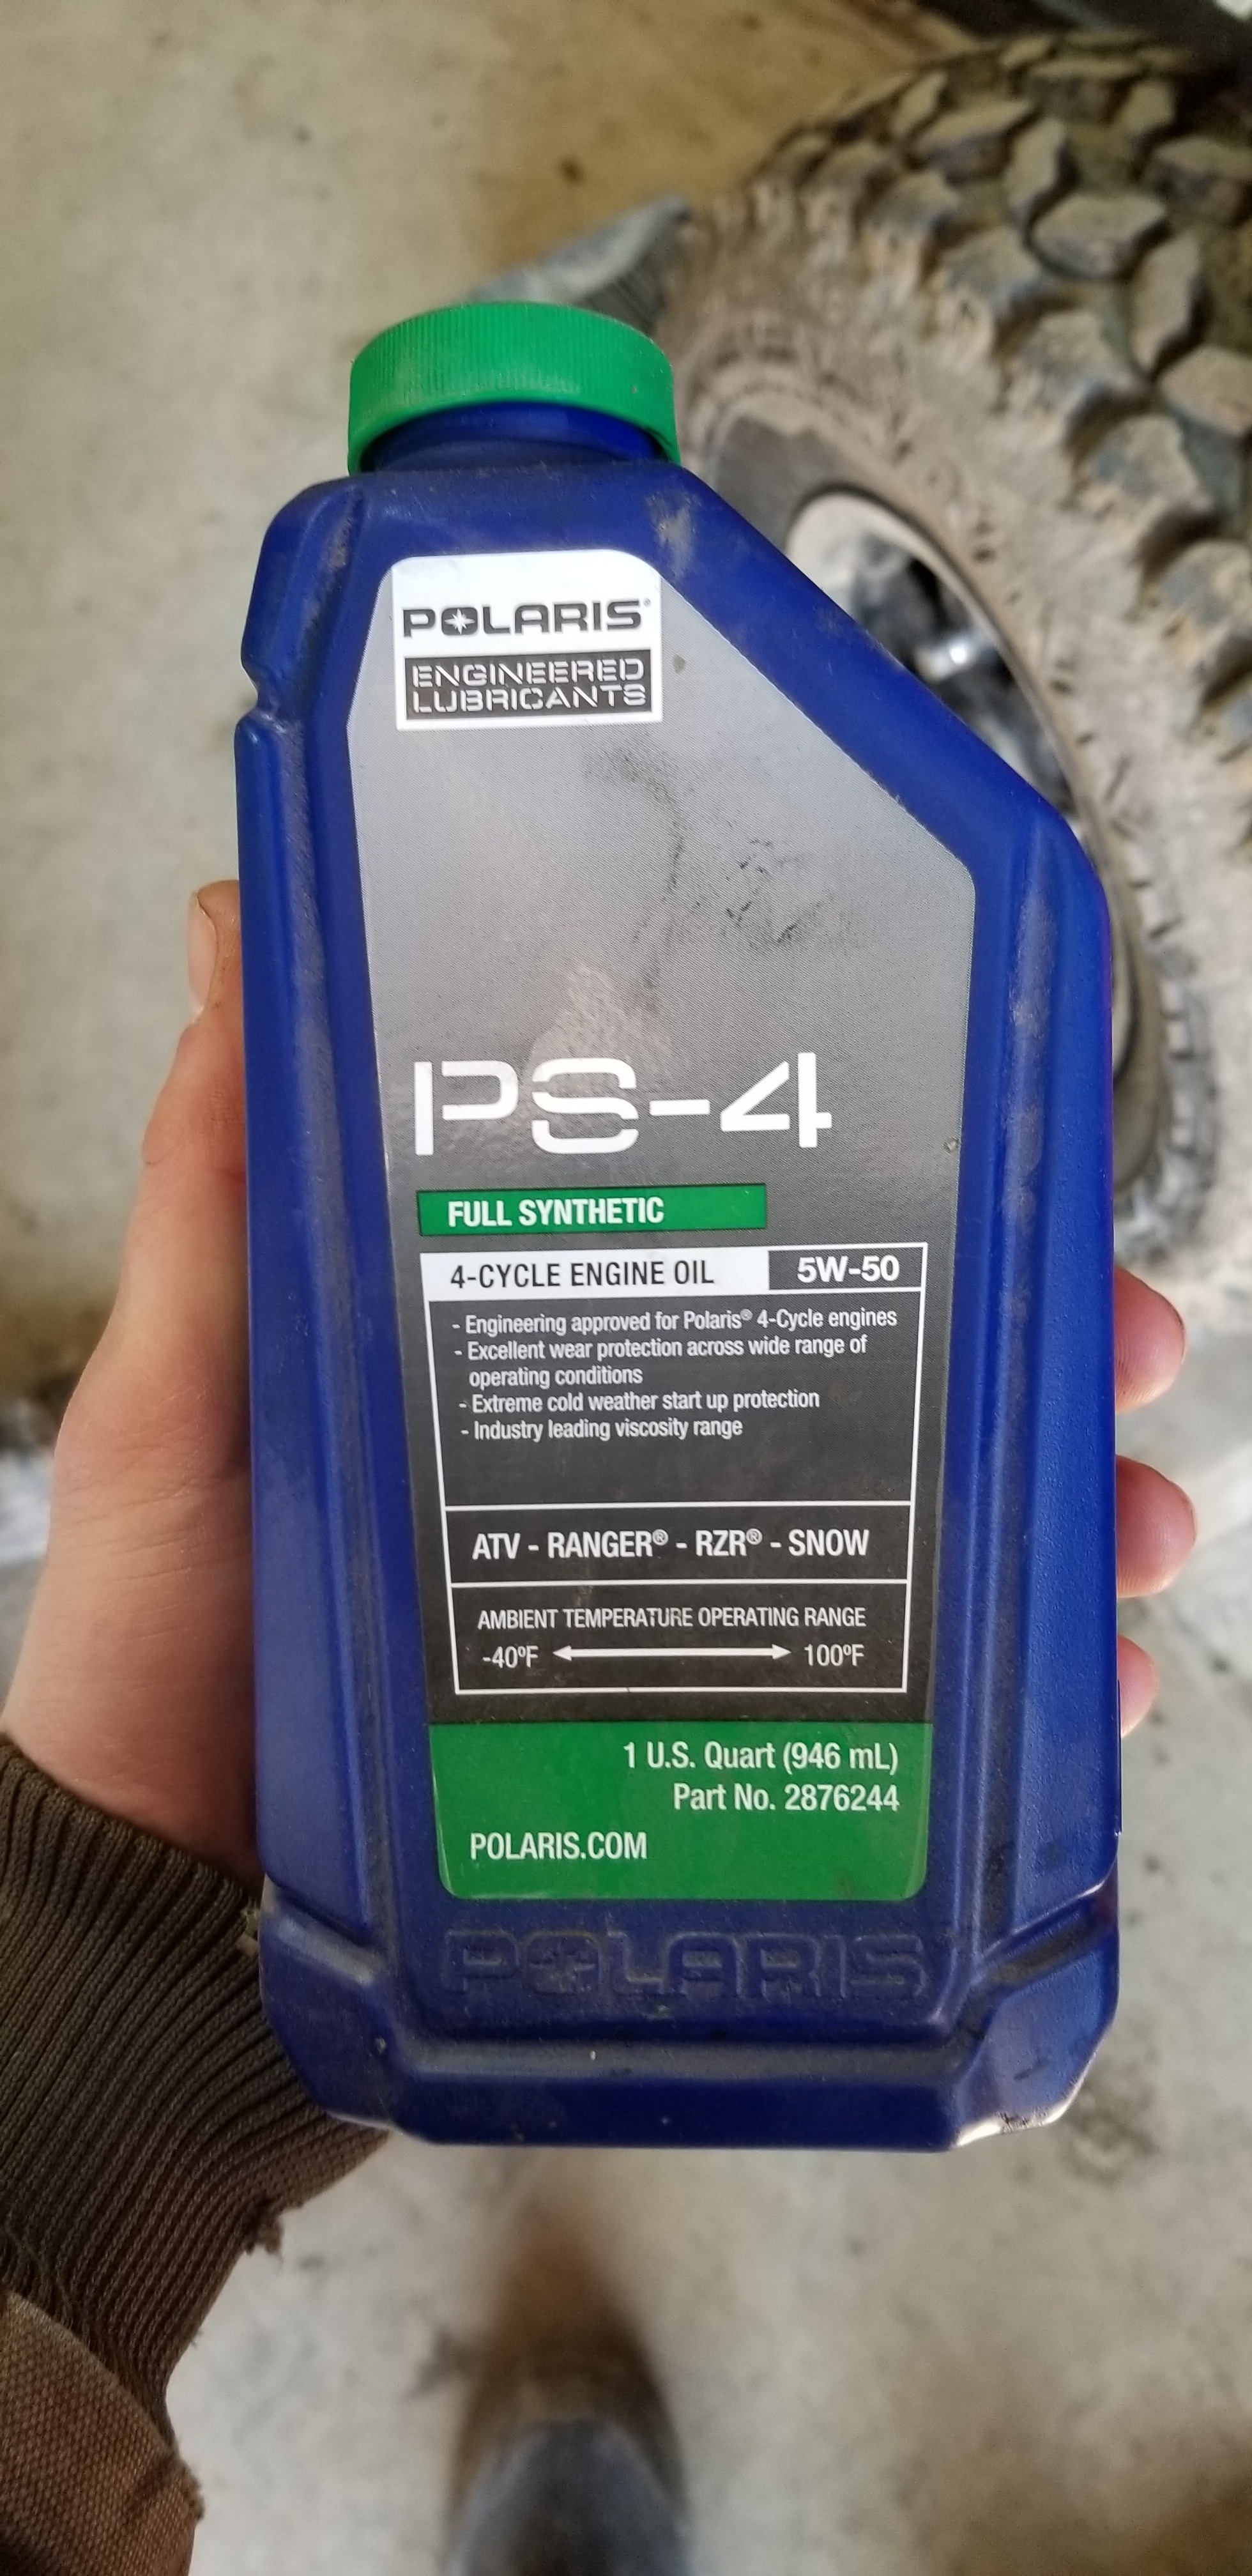 POLARIS®
ENGINEERED
LUBRICANTS
PS-4
FULL SYNTHETIC
4-CYCLE ENGINE OIL 5W-50
- Engineering approved for Polaris® 4-Cycle engines
- Excellent wear protection across wide range of
operating conditions
- Extreme cold weather start up protection
- Industry leading viscosity range
ATV - RANGER® - RZR® - SNOW
AMBIENT TEMPERATURE OPERATING RANGE
-40ºF 100ºF
1 U.S. Quart (946 mL)
Part No. 2876244
POLARIS.COM
POLARIS